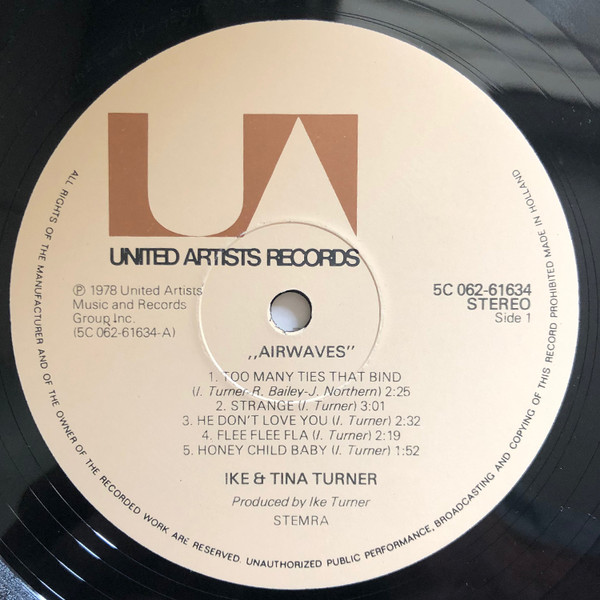 UA
UNITED ARTISTS RECORDS
℗ 1978 United Artists
Music and Records
Group Inc.
(5C 062-61634-A)
5C 062-61634
STEREO
Side 1
,,AIRWAVES"
1. TOO MANY TIES THAT BIND
(I. Turner-R. Bailey-J. Northern) 2:25
2. STRANGE (I. Turner) 3:01
3. HE DON'T LOVE YOU (I. Turner) 2:32
4. FLEE FLEE FLA (I. Turner) 2:19
5. HONEY CHILD BABY (I. Turner) 1:52
IKE & TINA TURNER
Produced by Ike Turner
STEMRA
ALL RIGHTS OF THE MANUFACTURER AND OF THE OWNER OF THE RECORDED WORK ARE RESERVED. UNAUTHORIZED PUBLIC PERFORMANCE, BROADCASTING AND COPYING OF THIS RECORD PROHIBITED MADE IN HOLLAND